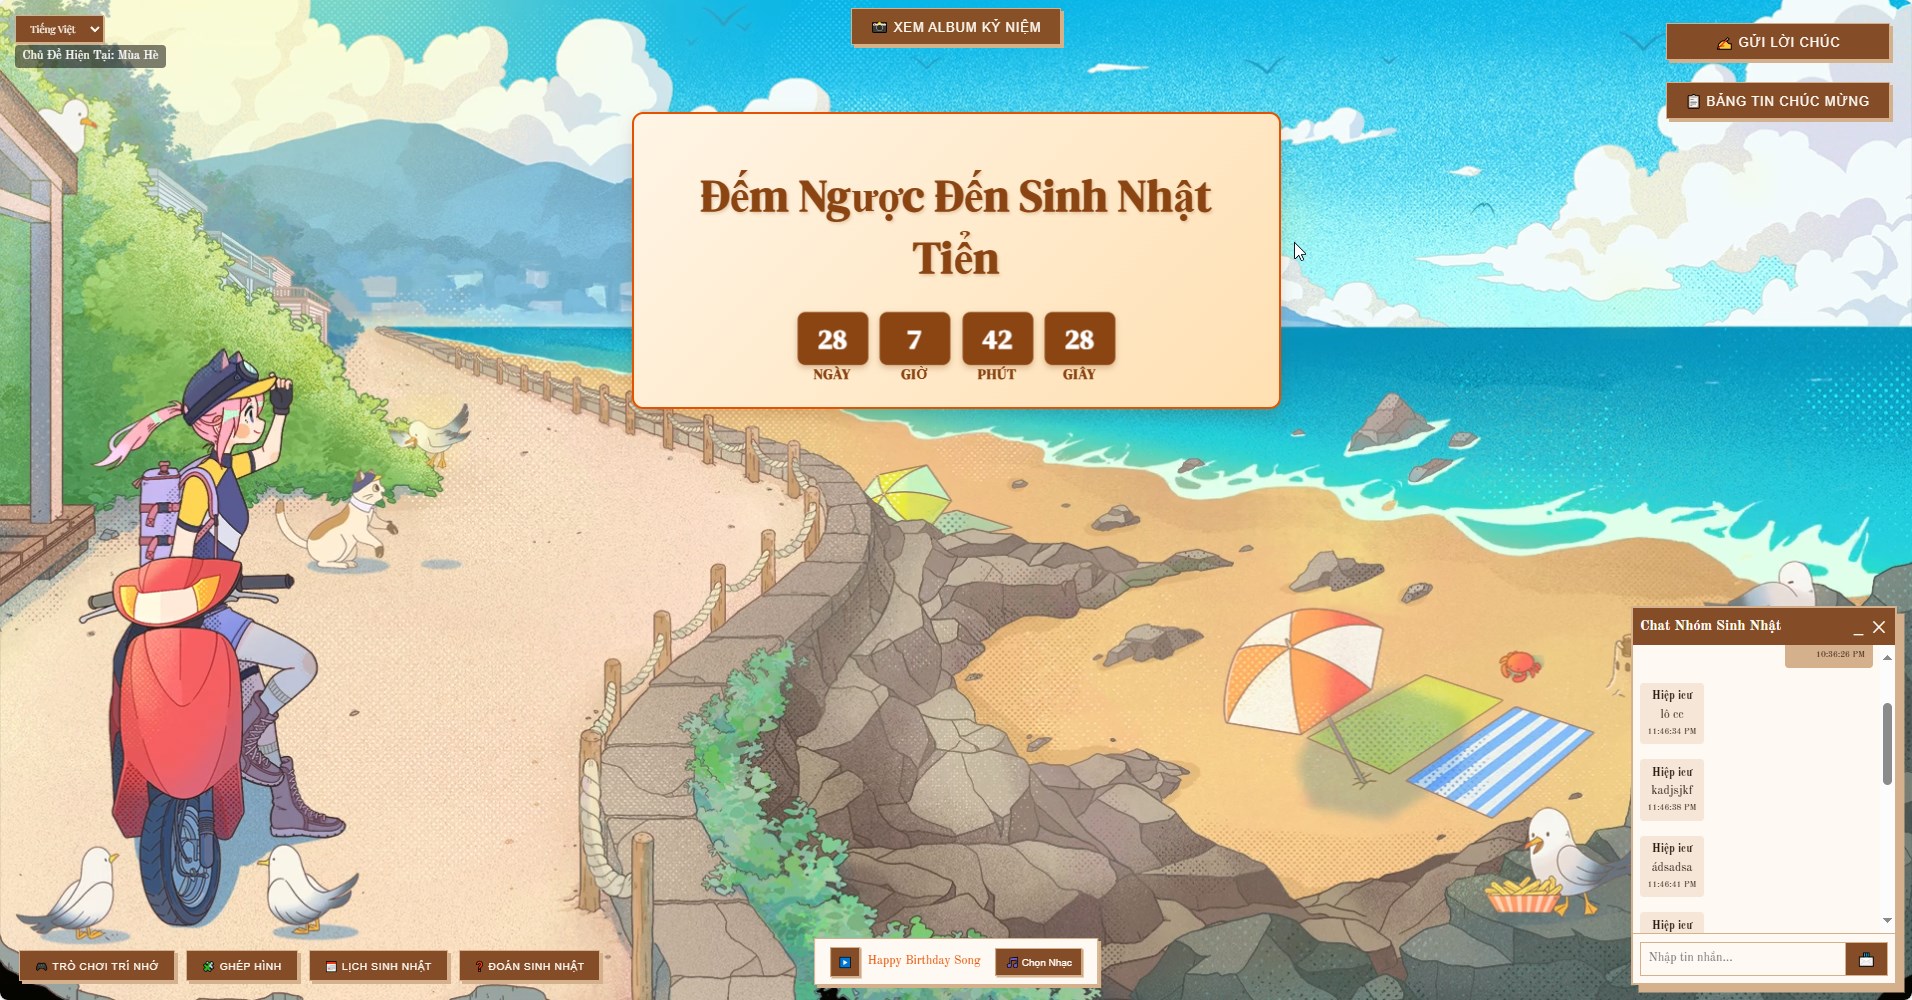 Tiếng Việt
Chủ Đề Hiện Tại: Mùa Hè
XEM ALBUM KỶ NIỆM
GỬI LỜI CHÚC
BẢNG TIN CHÚC MỪNG
Đếm Ngược Đến Sinh Nhật
Tiển
28 7 42 28
NGÀY GIỜ PHÚT GIÂY
Chat Nhóm Sinh Nhật
10:36:26 PM
Hiệp ieu
lô cc
11:46:34 PM
Hiệp ieu
kadjsjkf
11:46:38 PM
Hiệp ieu
ádsadsa
11:46:41 PM
Hiệp ieu
Nhập tin nhắn...
TRÒ CHƠI TRÍ NHỚ
GHÉP HÌNH
LỊCH SINH NHẬT
ĐOÁN SINH NHẬT
Happy Birthday Song
Chọn Nhạc